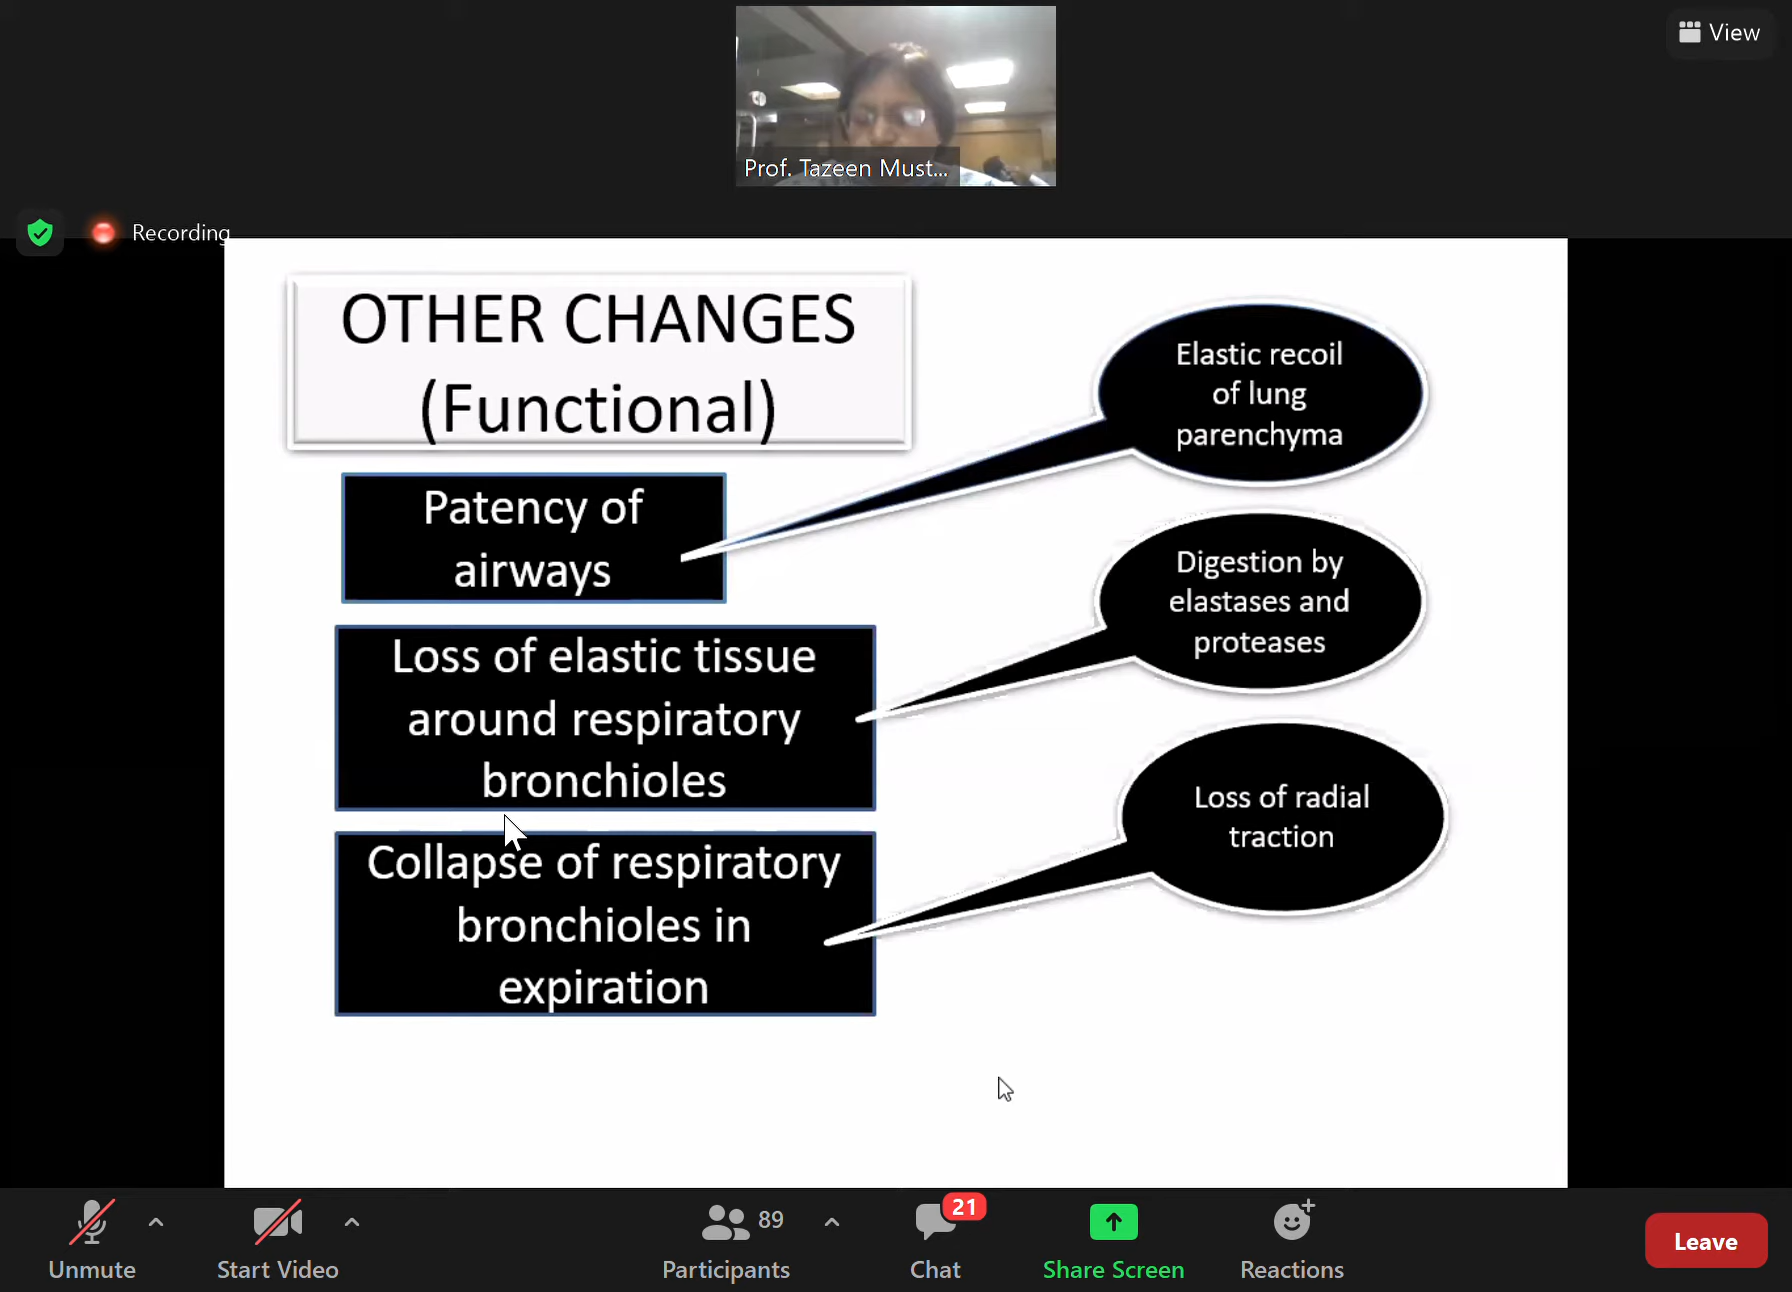 View
Prof. Tazeen Must...
Recording
OTHER CHANGES
(Functional)
Elastic recoil
of lung
parenchyma
Patency of
airways
Digestion by
elastases and
proteases
Loss of elastic tissue
around respiratory
bronchioles
Loss of radial
traction
Collapse of respiratory
bronchioles in
expiration
Unmute
Start Video
89
Participants
21
Chat
Share Screen
Reactions
Leave